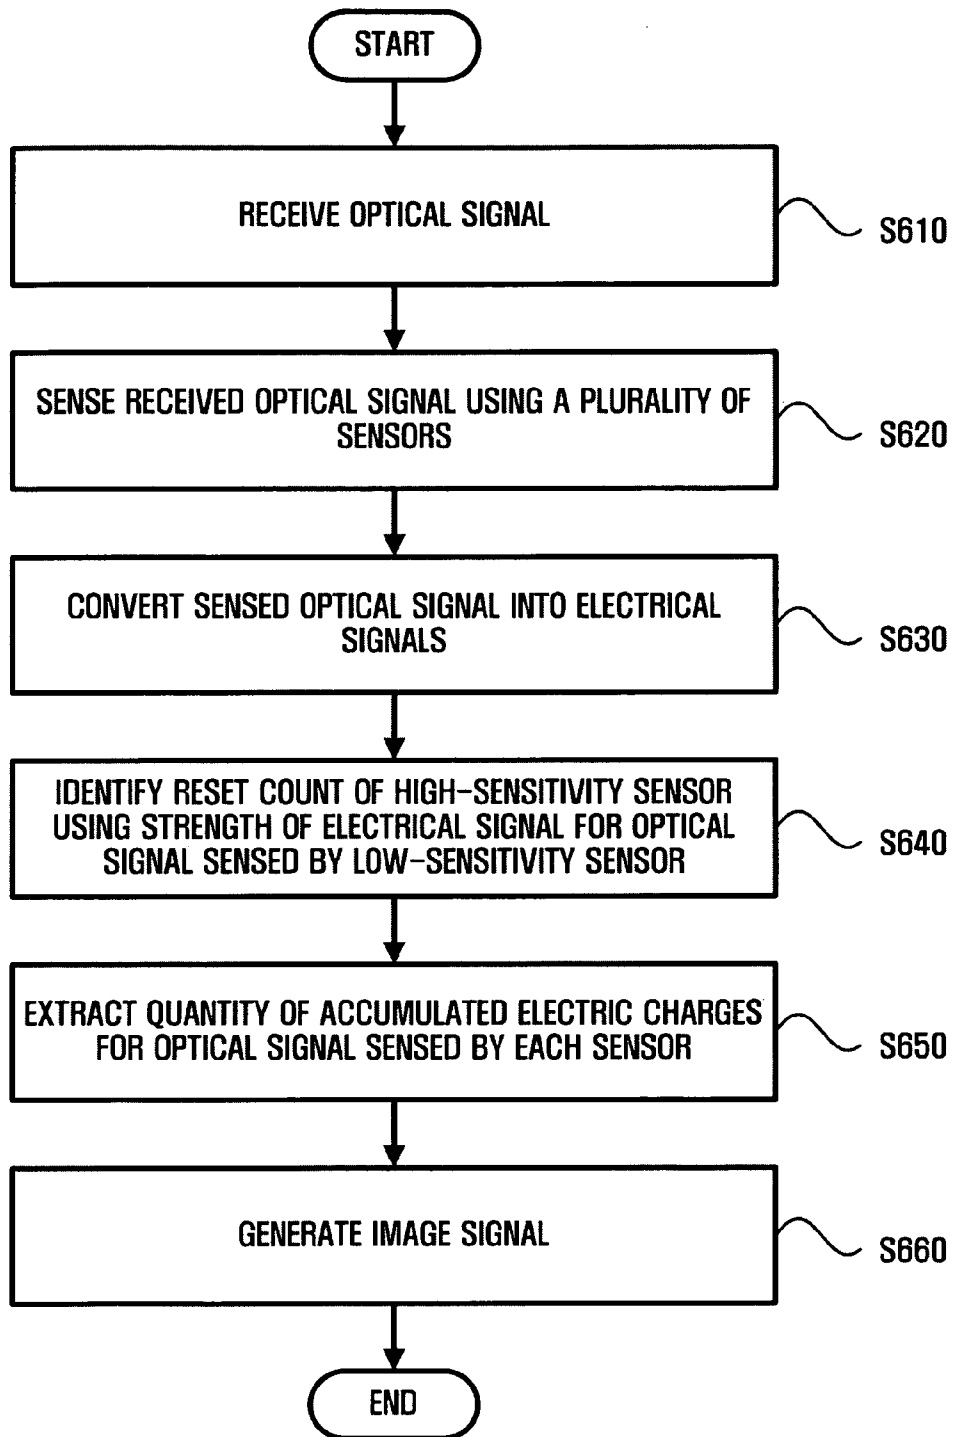 START
RECEIVE OPTICAL SIGNAL
S610
SENSE RECEIVED OPTICAL SIGNAL USING A PLURALITY OF
SENSORS
S620
CONVERT SENSED OPTICAL SIGNAL INTO ELECTRICAL
SIGNALS
S630
IDENTIFY RESET COUNT OF HIGH-SENSITIVITY SENSOR
USING STRENGTH OF ELECTRICAL SIGNAL FOR OPTICAL
SIGNAL SENSED BY LOW-SENSITIVITY SENSOR
S640
EXTRACT QUANTITY OF ACCUMULATED ELECTRIC CHARGES
FOR OPTICAL SIGNAL SENSED BY EACH SENSOR
S650
GENERATE IMAGE SIGNAL
S660
END